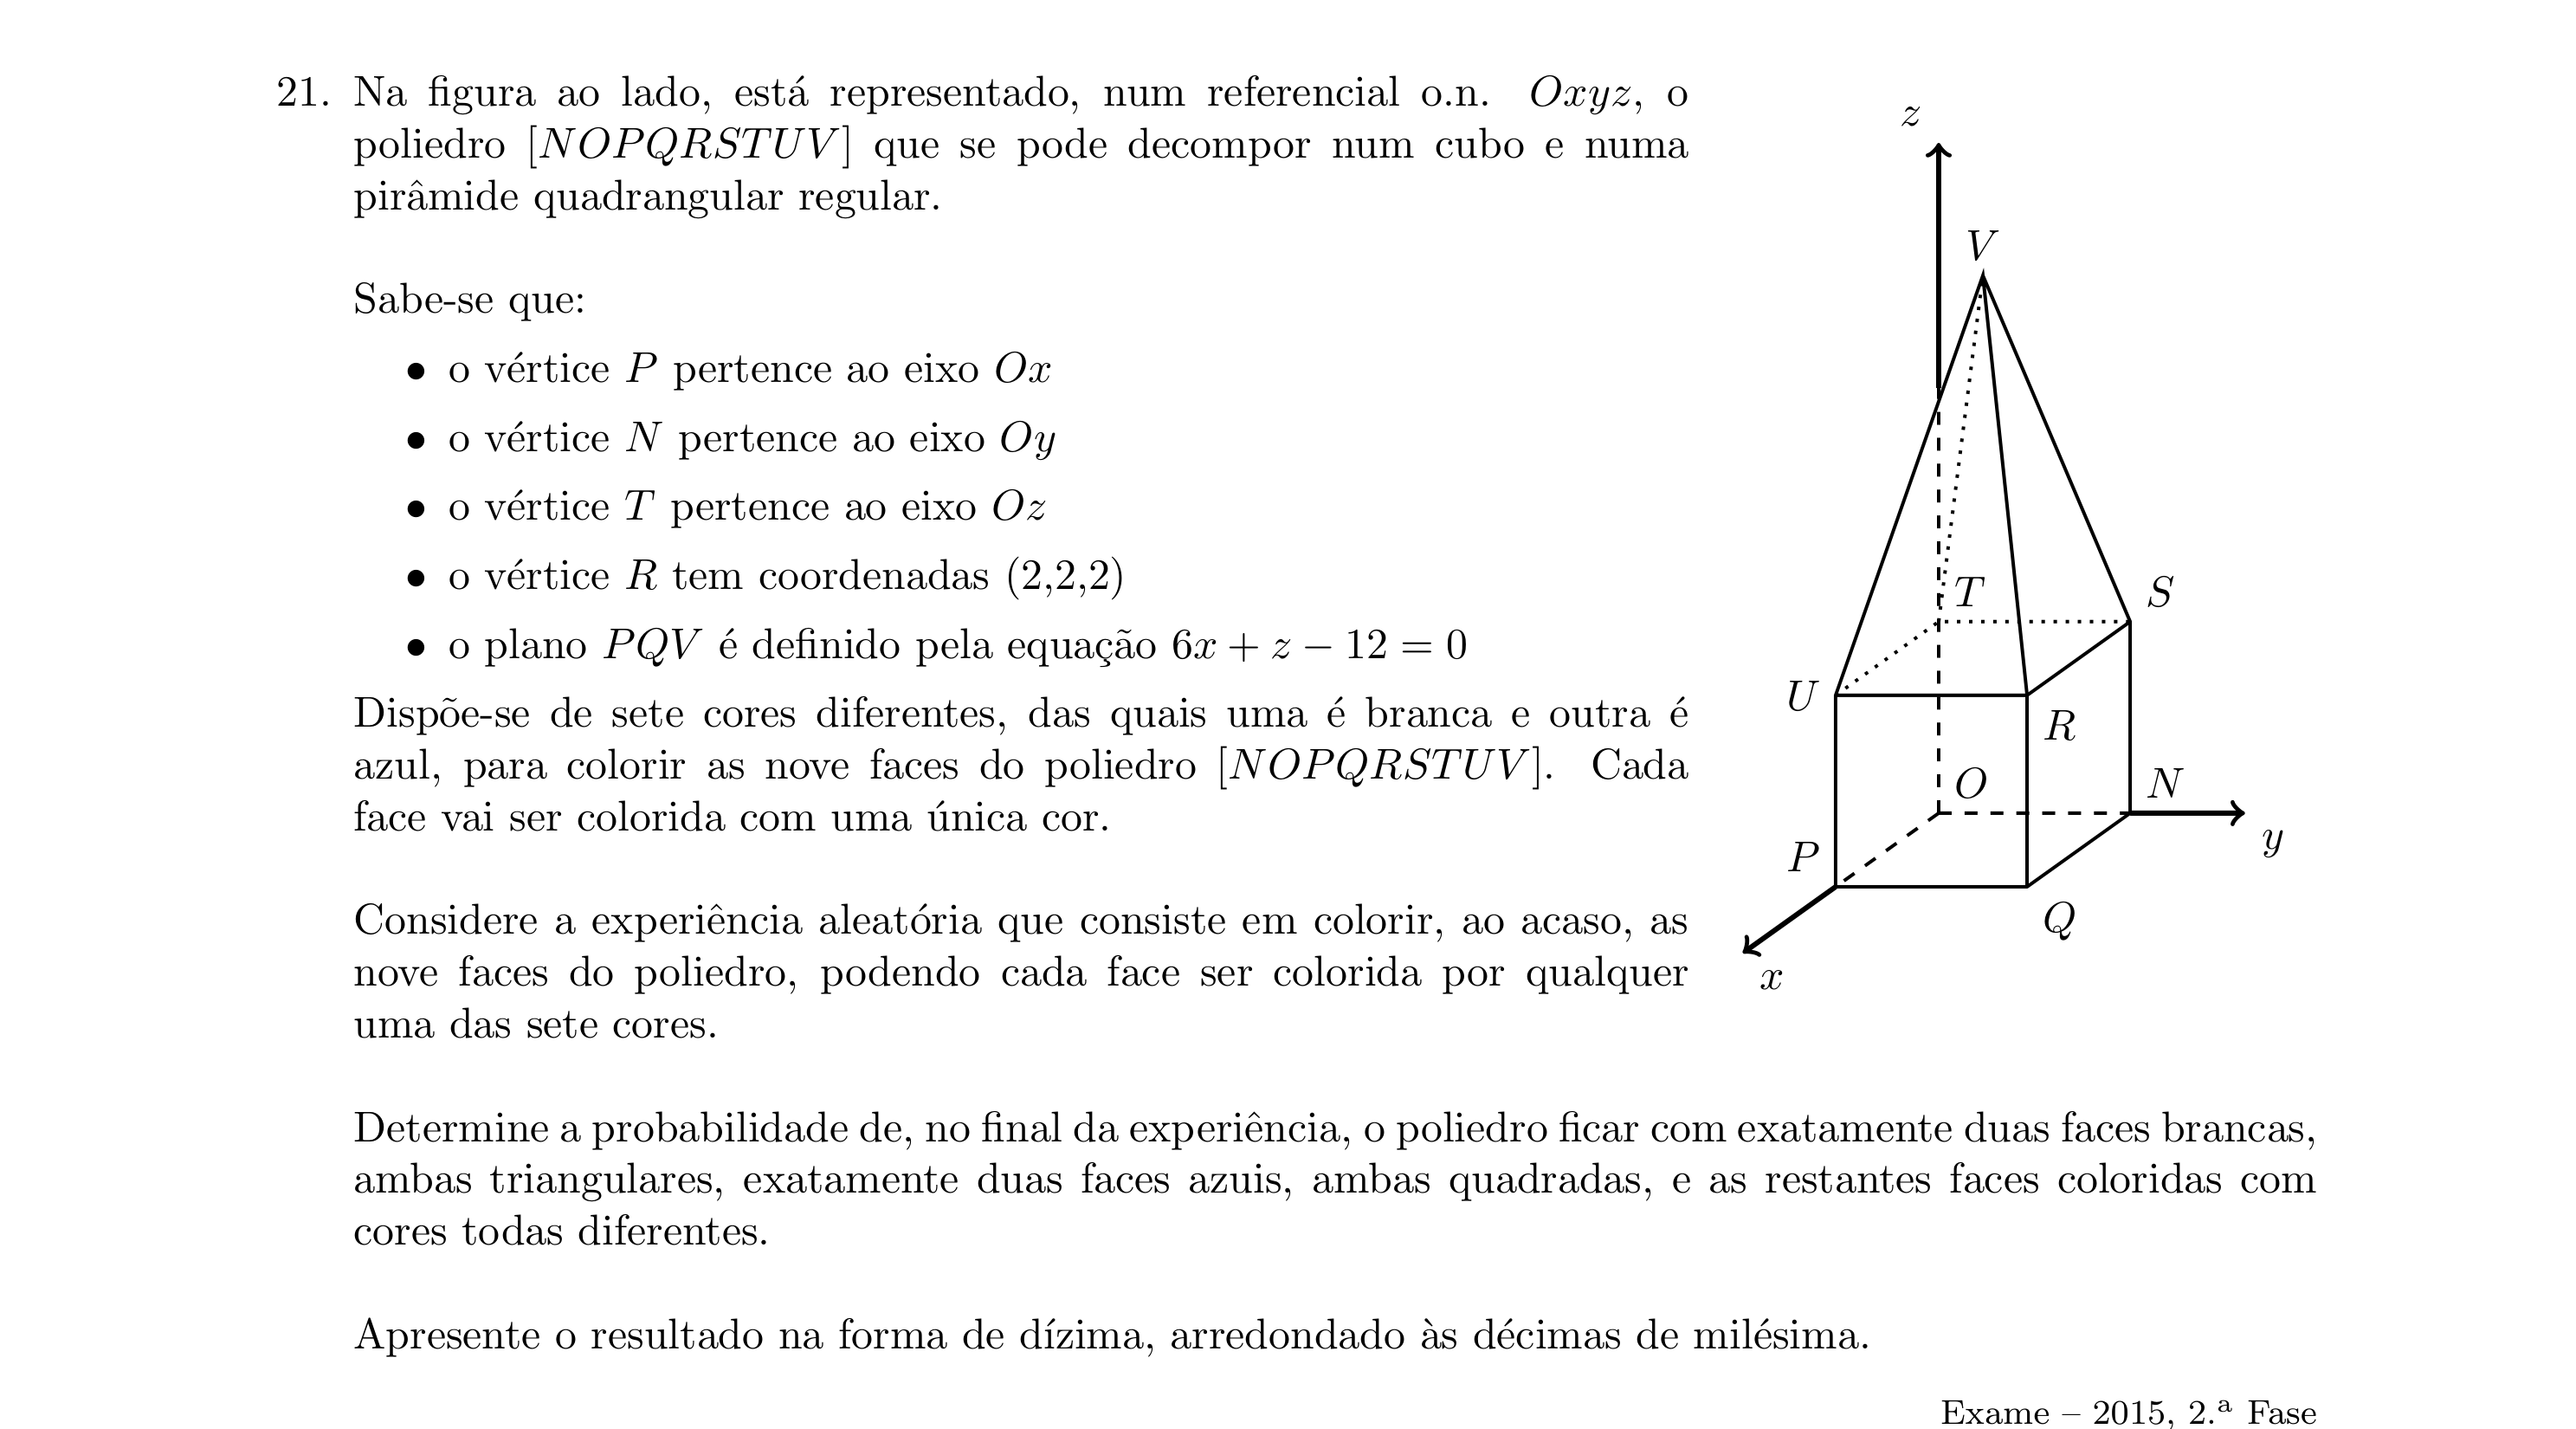 21. Na figura ao lado, está representado, num referencial o.n. Oxyz, o
poliedro [NOPQRSTUV] que se pode decompor num cubo e numa
pirâmide quadrangular regular.
Sabe-se que:
• o vértice P pertence ao eixo Ox
• o vértice N pertence ao eixo Oy
• o vértice T pertence ao eixo Oz
• o vértice R tem coordenadas (2,2,2)
• o plano PQV é definido pela equação 6x + z − 12 = 0
Dispõe-se de sete cores diferentes, das quais uma é branca e outra é
azul, para colorir as nove faces do poliedro [NOPQRSTUV]. Cada
face vai ser colorida com uma única cor.
Considere a experiência aleatória que consiste em colorir, ao acaso, as
nove faces do poliedro, podendo cada face ser colorida por qualquer
uma das sete cores.
z
V
T
S
U
R
O
N
P
y
Q
x
Determine a probabilidade de, no final da experiência, o poliedro ficar com exatamente duas faces brancas,
ambas triangulares, exatamente duas faces azuis, ambas quadradas, e as restantes faces coloridas com
cores todas diferentes.
Apresente o resultado na forma de dízima, arredondado às décimas de milésima.
Exame – 2015, 2.ª Fase